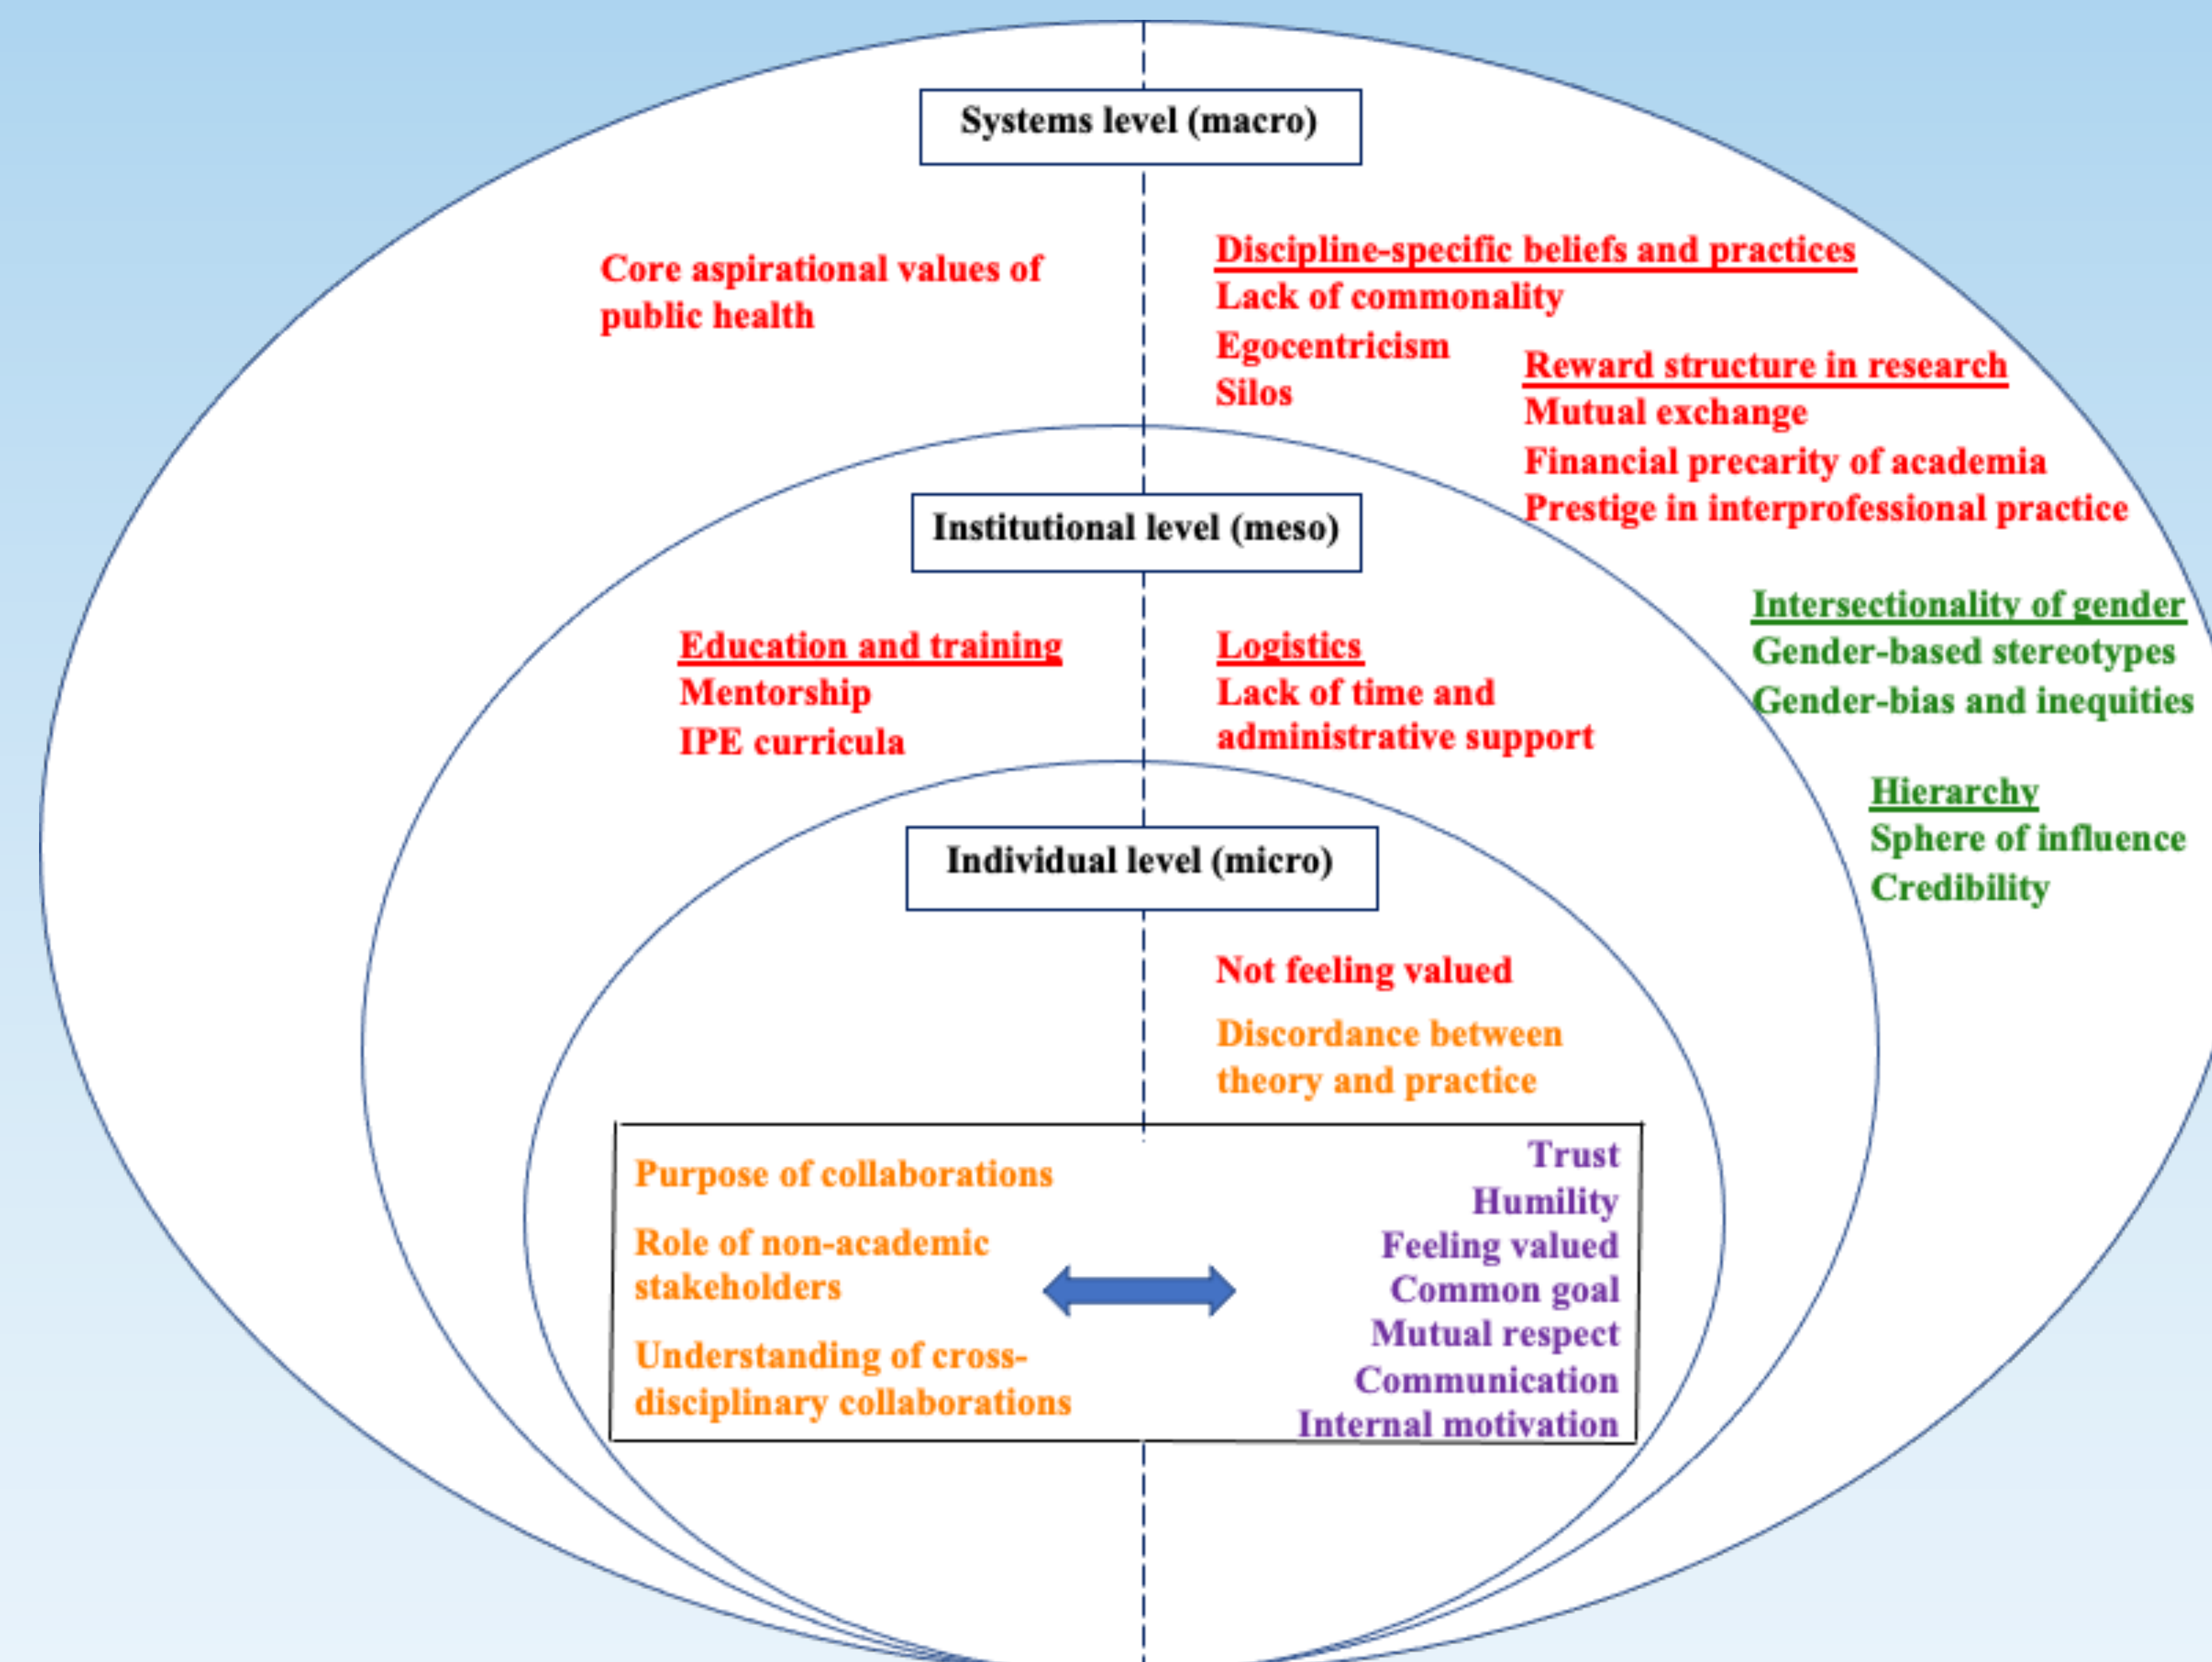 Systems level (macro)
Core aspirational values of
public health
Discipline-specific beliefs and practices
Lack of commonality
Egocentricism
Silos
Reward structure in research
Mutual exchange
Financial precarity of academia
Prestige in interprofessional practice
Institutional level (meso)
Education and training
Mentorship
IPE curricula
Logistics
Lack of time and
administrative support
Intersectionality of gender
Gender-based stereotypes
Gender-bias and inequities
Hierarchy
Sphere of influence
Credibility
Individual level (micro)
Not feeling valued
Discordance between
theory and practice
Purpose of collaborations
Role of non-academic
stakeholders
Understanding of cross-
disciplinary collaborations
Trust
Humility
Feeling valued
Common goal
Mutual respect
Communication
Internal motivation